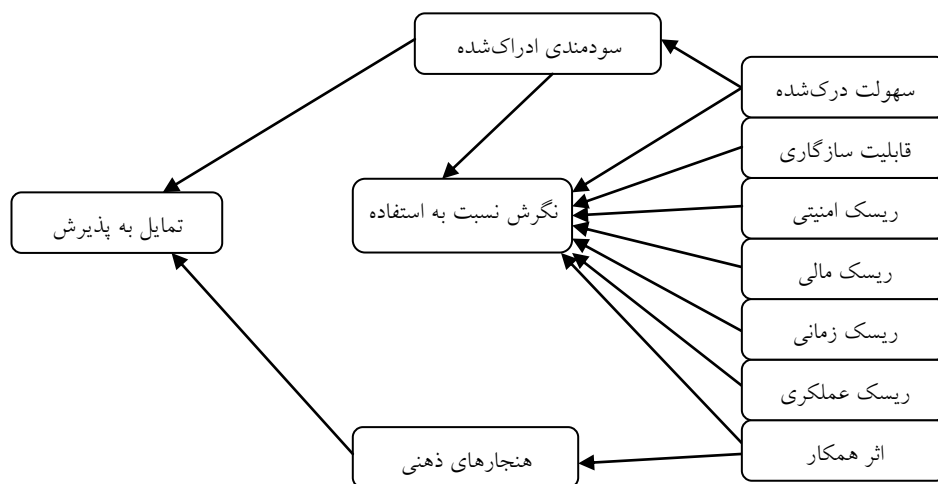 سودمندی ادراک‌شده
سهولت درک‌شده
قابلیت سازگاری
ریسک امنیتی
نگرش نسبت به استفاده
تمایل به پذیرش
ریسک مالی
ریسک زمانی
ریسک عملکری
اثر همکار
هنجارهای ذهنی